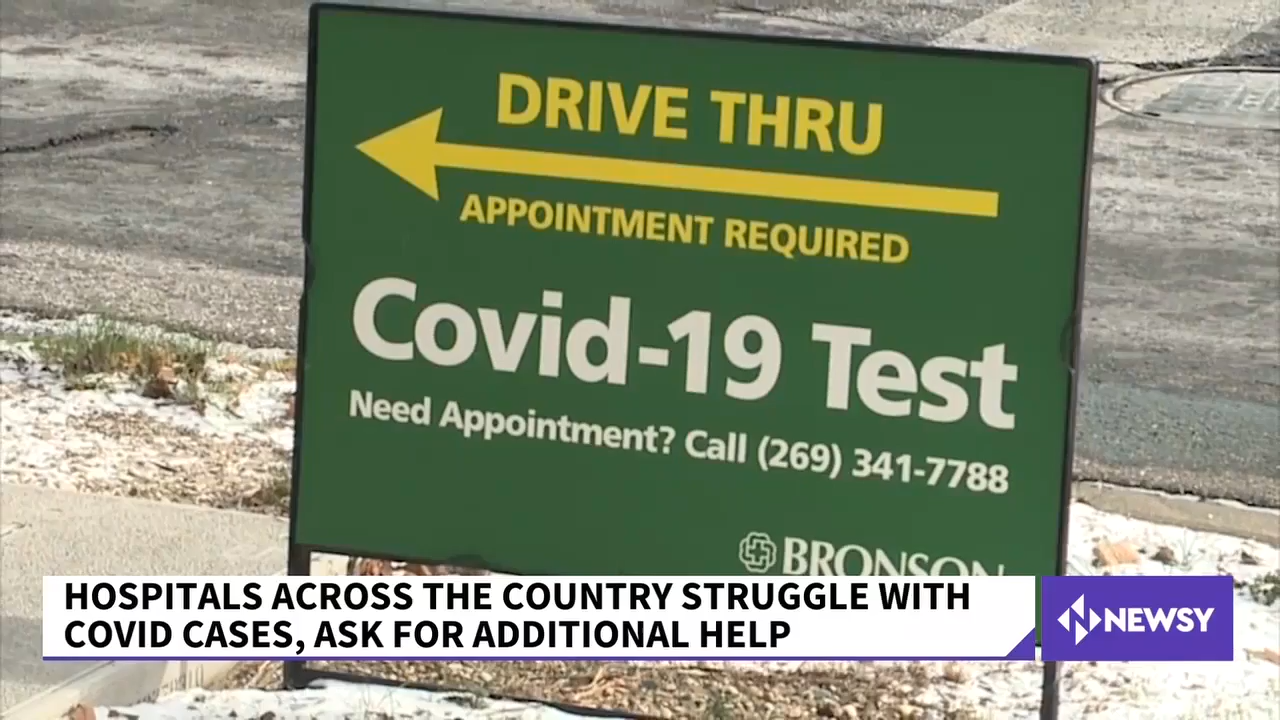 DRIVE THRU
APPOINTMENT REQUIRED
Covid-19 Test
Need Appointment? Call (269) 341-7788
BRONSON
HOSPITALS ACROSS THE COUNTRY STRUGGLE WITH
COVID CASES, ASK FOR ADDITIONAL HELP
NEWSY